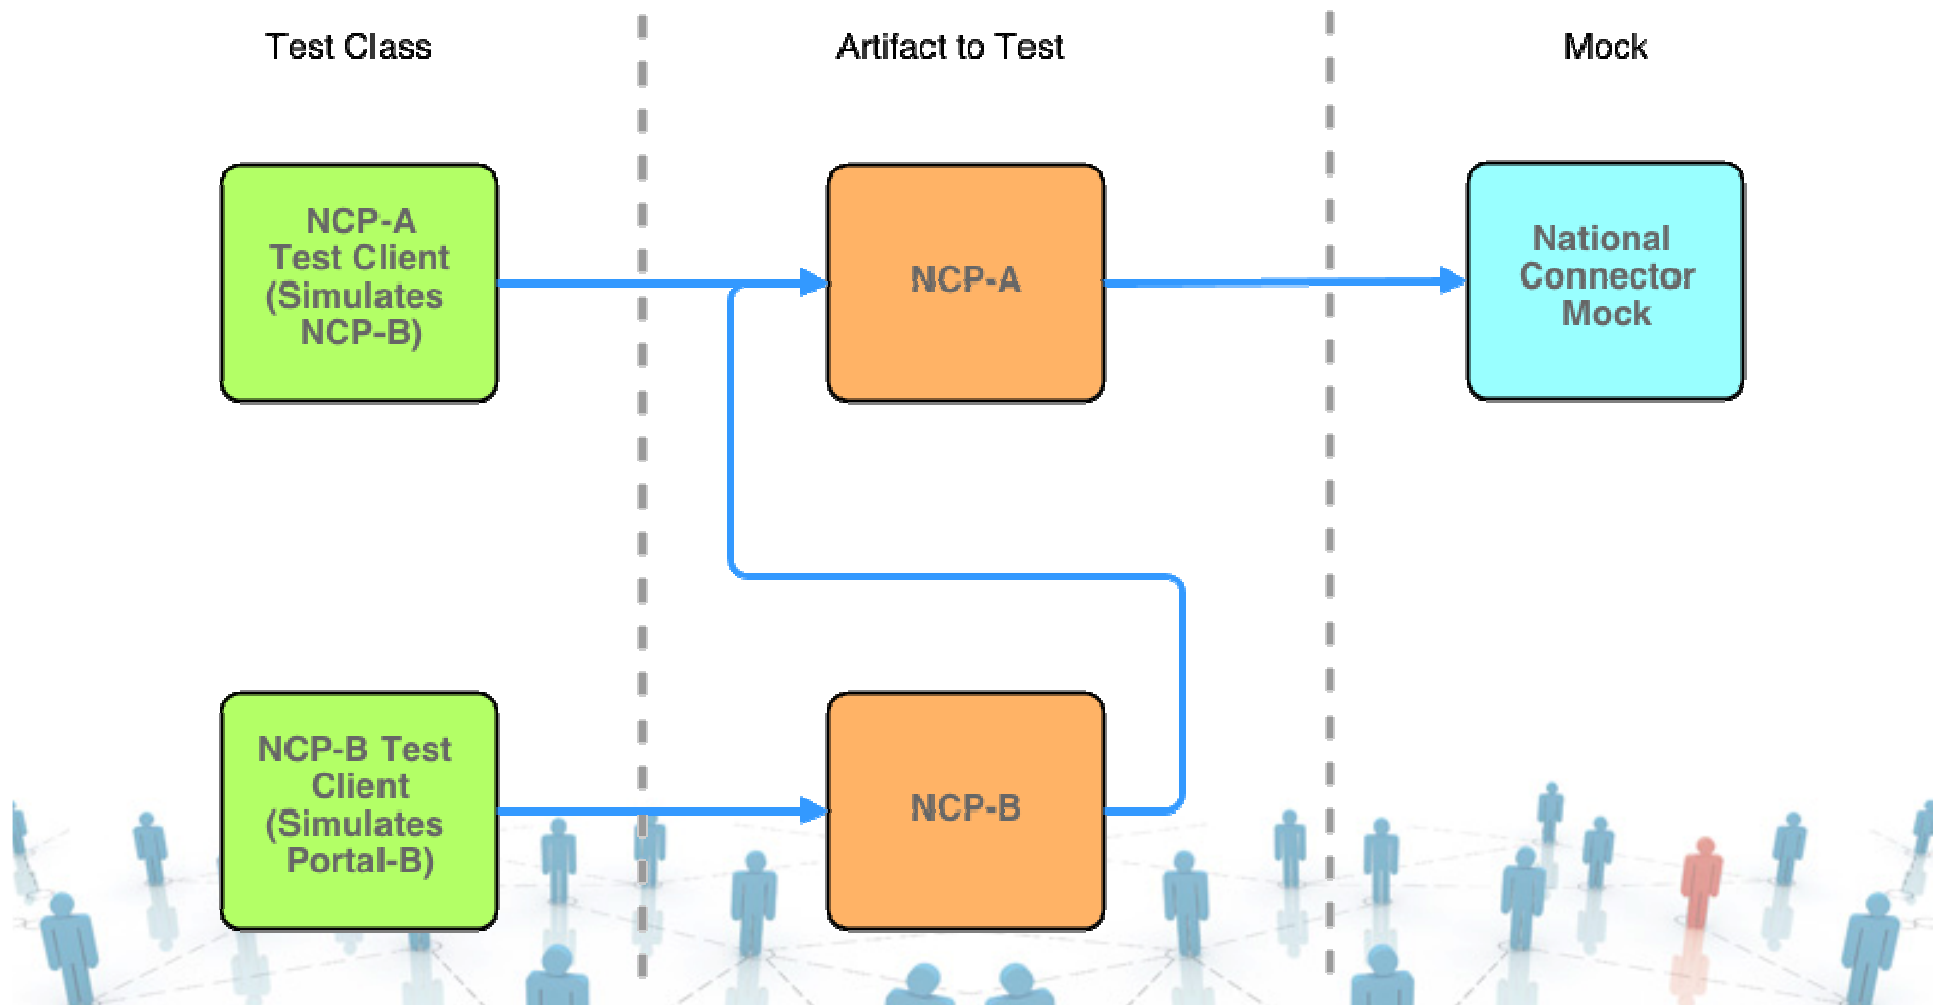 Test Class
Artifact to Test
Mock
NCP-A
Test Client
(Simulates
NCP-B)
NCP-A
National
Connector
Mock
NCP-B Test
Client
(Simulates
Portal-B)
NCP-B